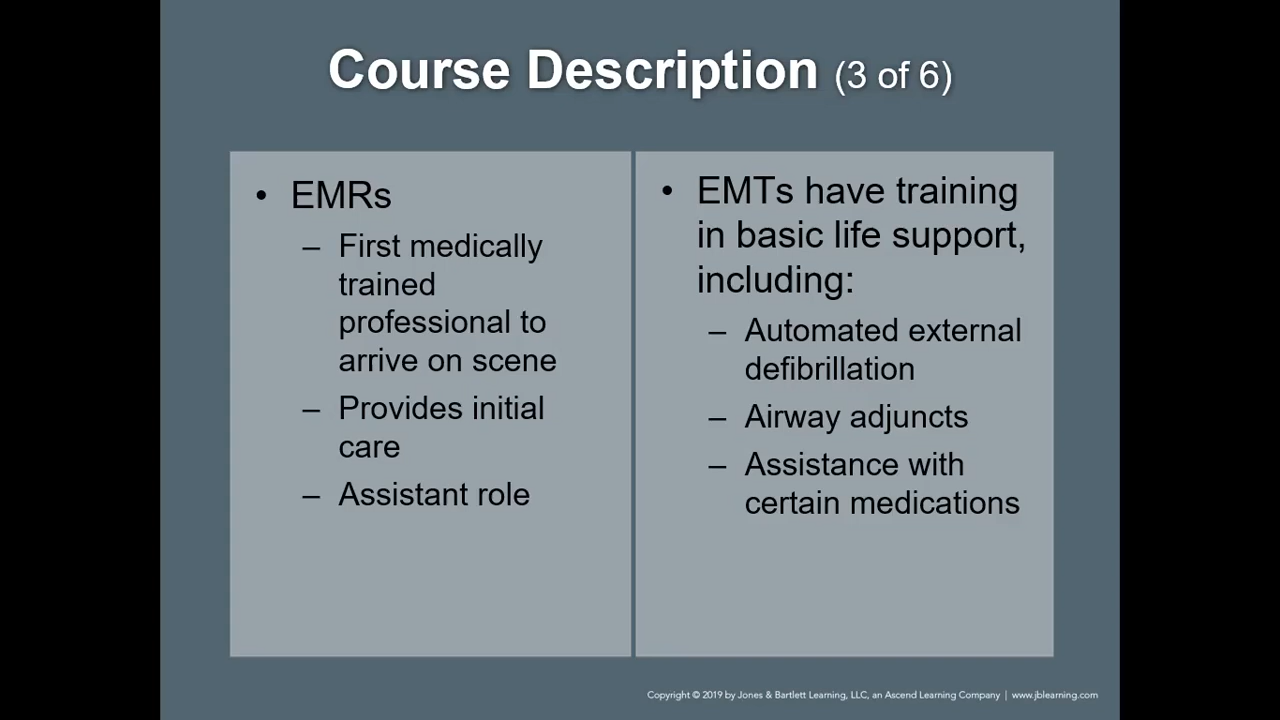 Course Description (3 of 6)
• EMRs
– First medically
trained
professional to
arrive on scene
– Provides initial
care
– Assistant role
• EMTs have training
in basic life support,
including:
– Automated external
defibrillation
– Airway adjuncts
– Assistance with
certain medications
Copyright © 2019 by Jones & Bartlett Learning, LLC, an Ascend Learning Company | www.jblearning.com